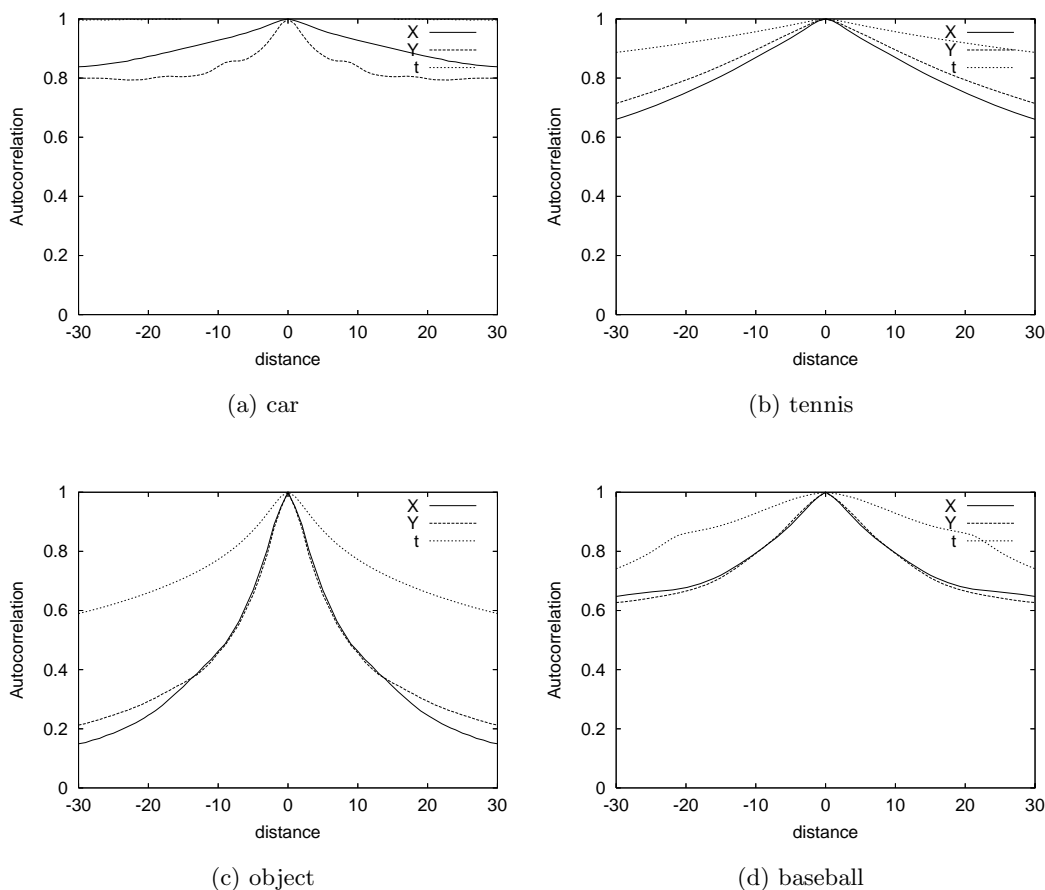 1
0.8
0.6
0.4
0.2
0
Autocorrelation
-30 -20 -10 0 10 20 30
distance
X
Y
t
(a) car
1
0.8
0.6
0.4
0.2
0
Autocorrelation
-30 -20 -10 0 10 20 30
distance
X
Y
t
(b) tennis
1
0.8
0.6
0.4
0.2
0
Autocorrelation
-30 -20 -10 0 10 20 30
distance
X
Y
t
(c) object
1
0.8
0.6
0.4
0.2
0
Autocorrelation
-30 -20 -10 0 10 20 30
distance
X
Y
t
(d) baseball